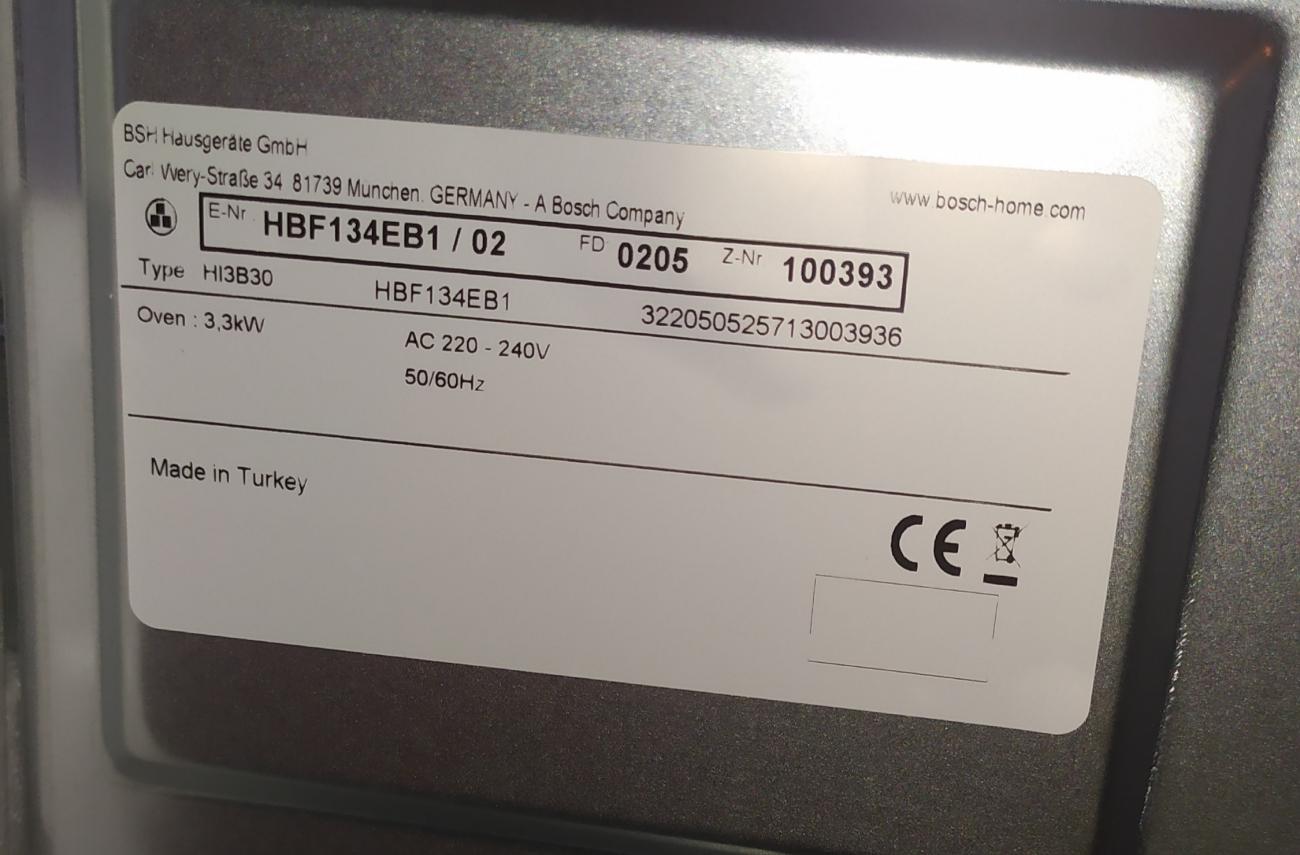 BSH Hausgeräte GmbH
Carl Wery-Straße 34 81739 Munchen. GERMANY - A Bosch Company
www.bosch-home.com
E-Nr. HBF134EB1 / 02 FD 0205 Z-Nr 100393
Type HI3B30 HBF134EB1 322050525713003936
Oven : 3,3kW AC 220 - 240V
50/60Hz
Made in Turkey
CE